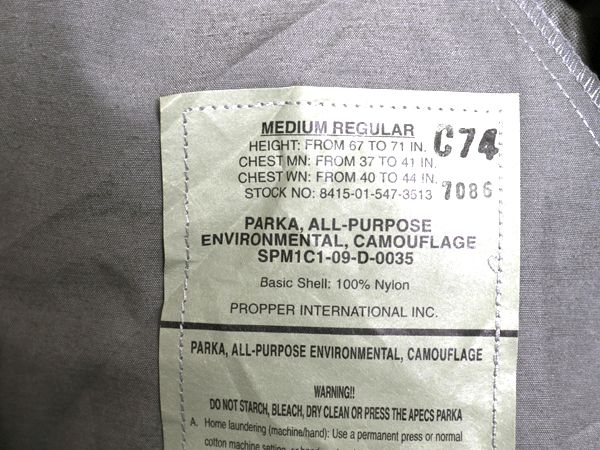 MEDIUM REGULAR
HEIGHT: FROM 67 TO 71 IN.
CHEST MN: FROM 37 TO 41 IN.
CHEST WN: FROM 40 TO 44 IN.
STOCK NO: 8415-01-547-3513
C74
7086
PARKA, ALL-PURPOSE
ENVIRONMENTAL, CAMOUFLAGE
SPM1C1-09-D-0035
Basic Shell: 100% Nylon
PROPPER INTERNATIONAL INC.
PARKA, ALL-PURPOSE ENVIRONMENTAL, CAMOUFLAGE
WARNING!!
DO NOT STARCH, BLEACH, DRY CLEAN OR PRESS THE APECS PARKA
A. Home laundering (machine/hand): Use a permanent press or normal
cotton machine setting,